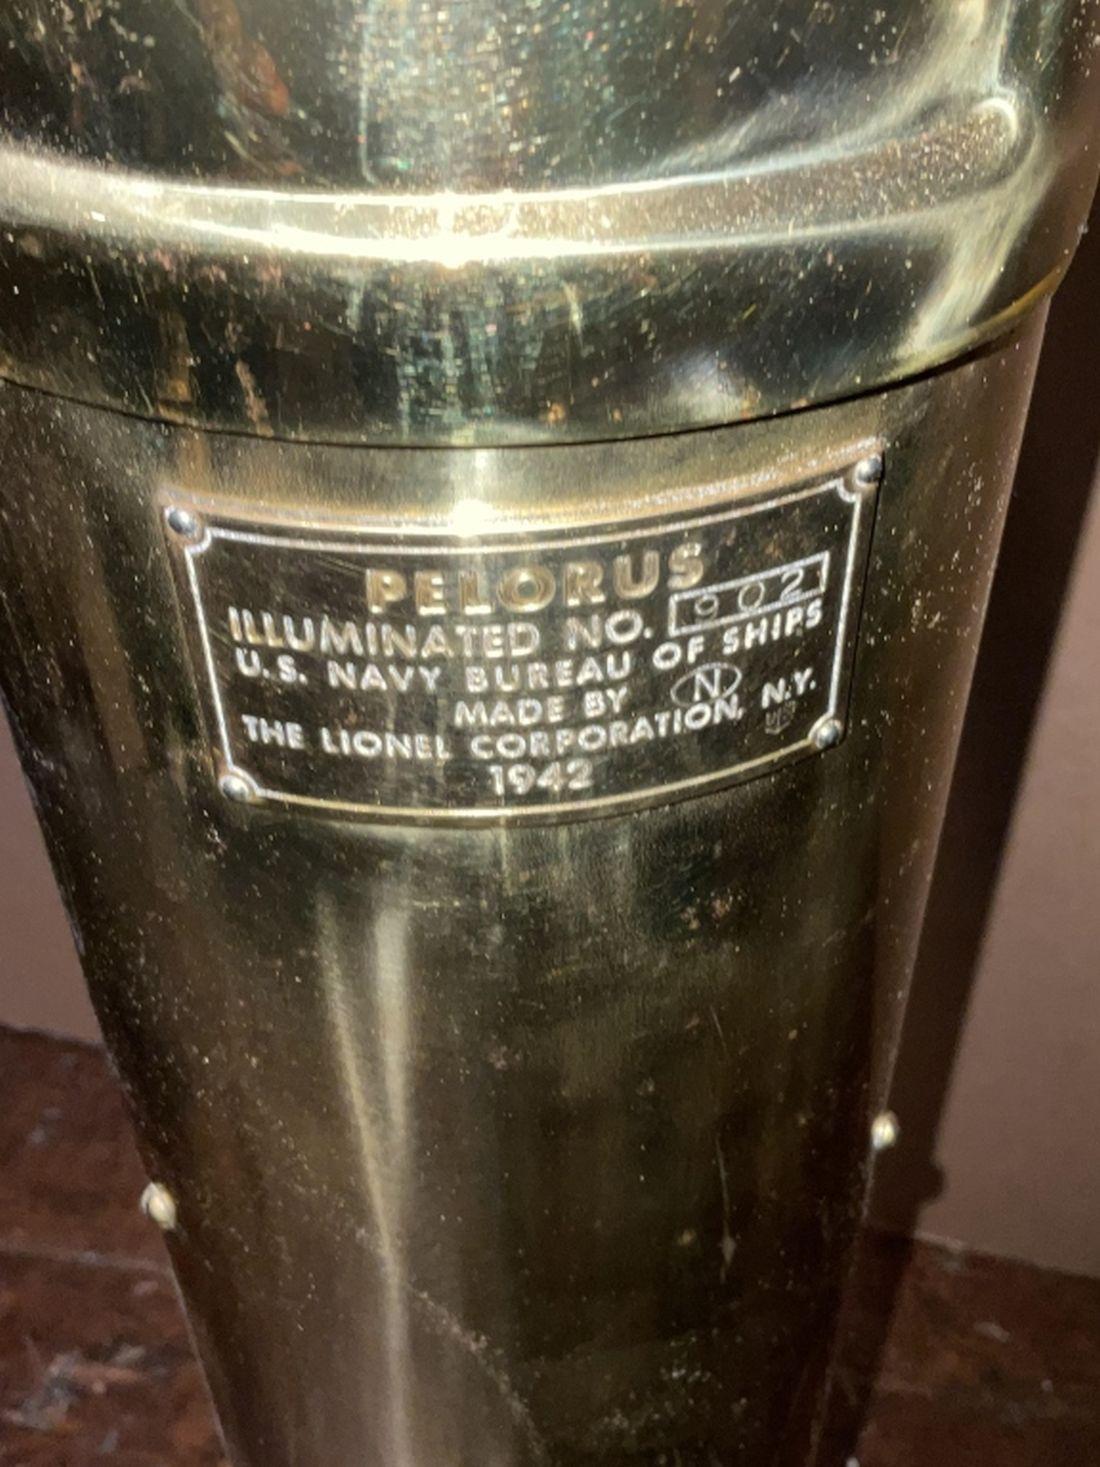 PELORUS
ILLUMINATED NO. 902
U.S. NAVY BUREAU OF SHIPS
MADE BY N
THE LIONEL CORPORATION, N.Y.
1942